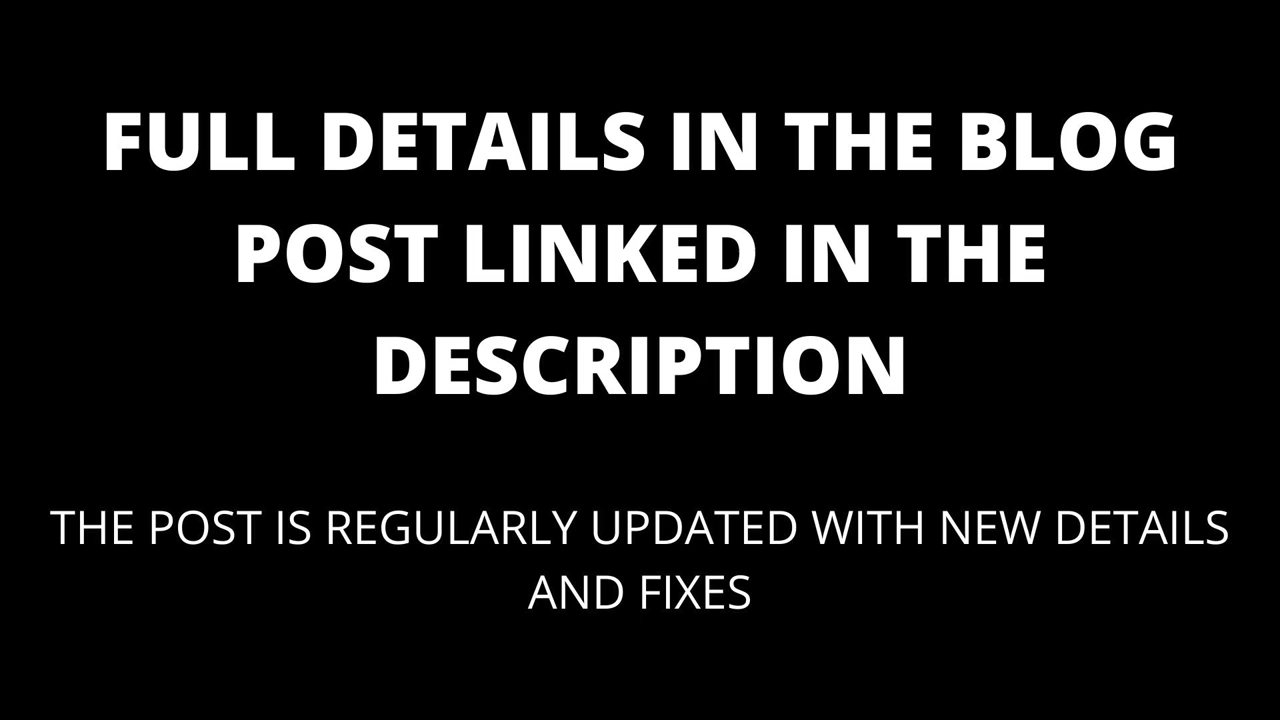 FULL DETAILS IN THE BLOG
POST LINKED IN THE
DESCRIPTION
THE POST IS REGULARLY UPDATED WITH NEW DETAILS
AND FIXES